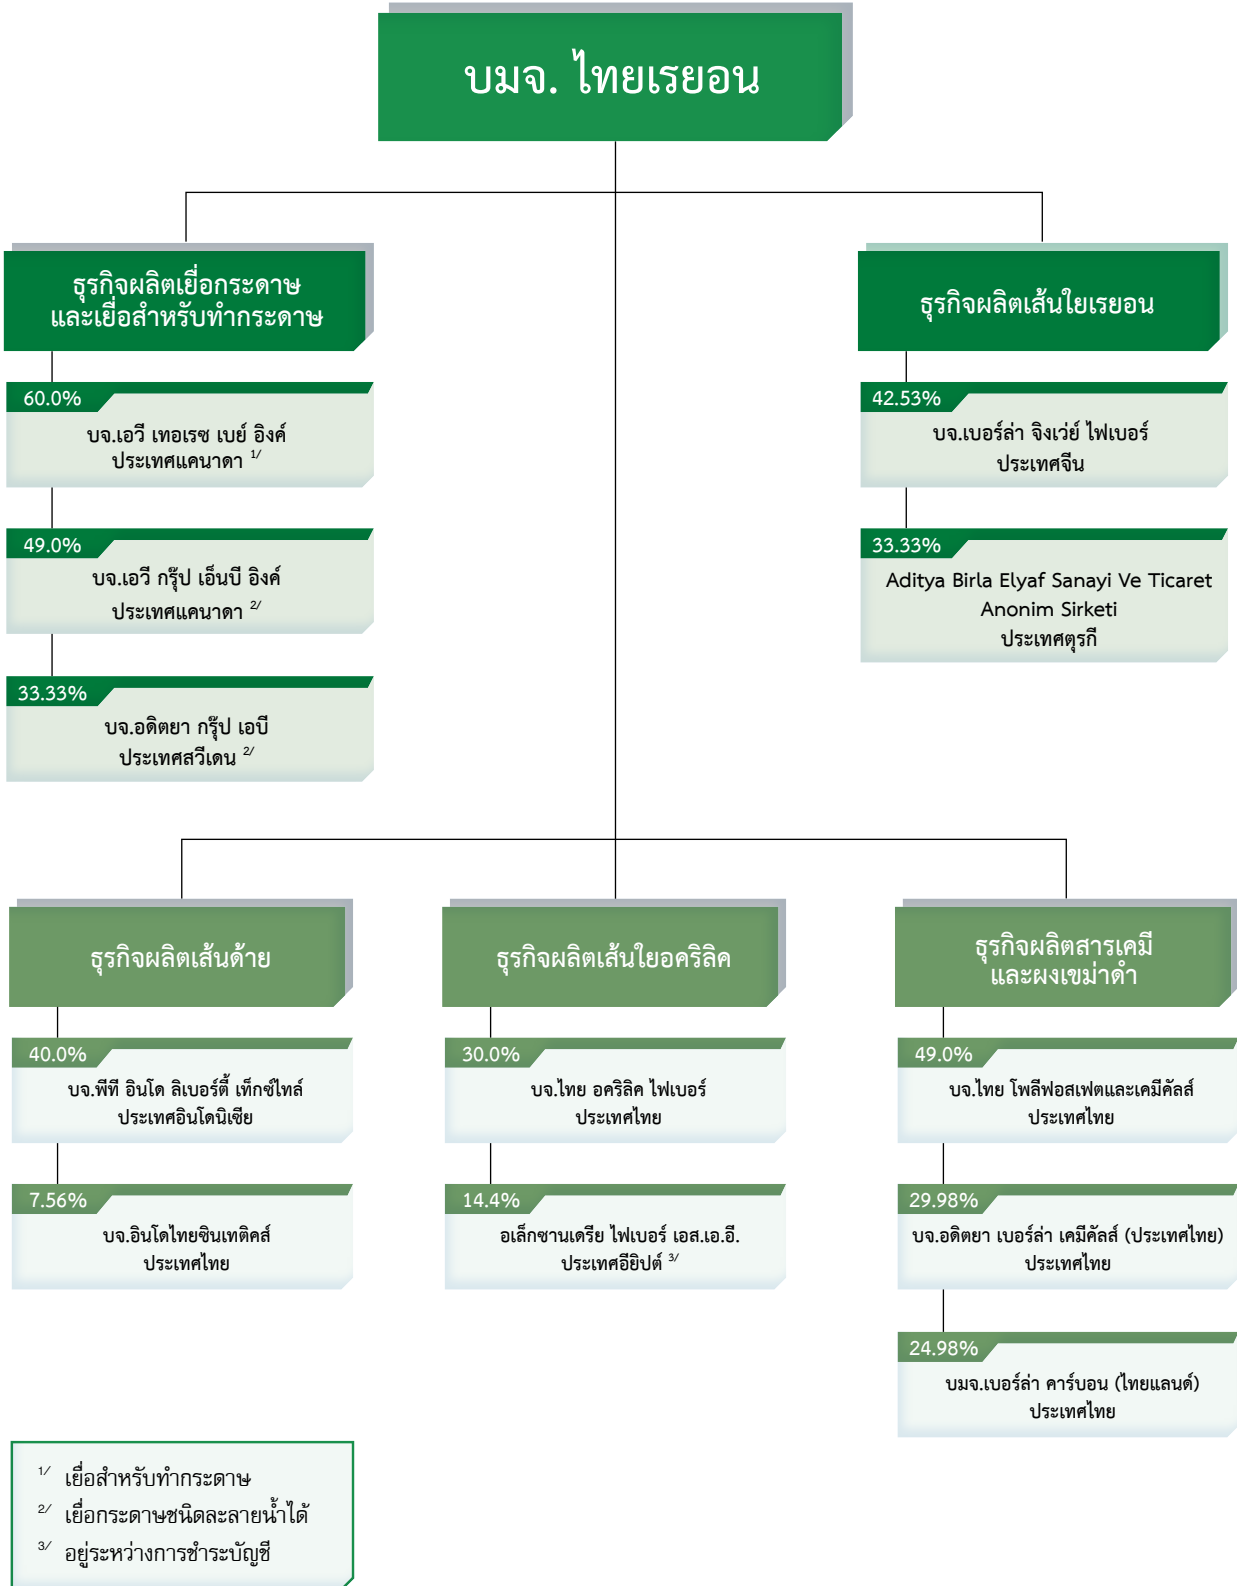 บมจ. ไทยเรยอน
ธุรกิจผลิตเยื่อกระดาษ
และเยื่อสำหรับทำกระดาษ
60.0%
บจ.เอวี เทอเรซ เบย์ อิงค์
ประเทศแคนาดา 1/
49.0%
บจ.เอวี กรุ๊ป เอ็นบี อิงค์
ประเทศแคนาดา 2/
33.33%
บจ.อดิตยา กรุ๊ป เอบี
ประเทศสวีเดน 2/
ธุรกิจผลิตเส้นใยเรยอน
42.53%
บจ.เบอร์ล่า จิงเว่ย์ ไฟเบอร์
ประเทศจีน
33.33%
Aditya Birla Elyaf Sanayi Ve Ticaret
Anonim Sirketi
ประเทศตุรกี
ธุรกิจผลิตเส้นด้าย
40.0%
บจ.พีที อินโด ลิเบอร์ตี้ เท็กซ์ไทล์
ประเทศอินโดนิเซีย
7.56%
บจ.อินโดไทยซินเทติคส์
ประเทศไทย
ธุรกิจผลิตเส้นใยอคริลิค
30.0%
บจ.ไทย อคริลิค ไฟเบอร์
ประเทศไทย
14.4%
อเล็กซานเดรีย ไฟเบอร์ เอส.เอ.อี.
ประเทศอียิปต์ 3/
ธุรกิจผลิตสารเคมี
และผงเขม่าดำ
49.0%
บจ.ไทย โพลีฟอสเฟตและเคมีคัลส์
ประเทศไทย
29.98%
บจ.อดิตยา เบอร์ล่า เคมีคัลส์ (ประเทศไทย)
ประเทศไทย
24.98%
บมจ.เบอร์ล่า คาร์บอน (ไทยแลนด์)
ประเทศไทย
1/ เยื่อสำหรับทำกระดาษ
2/ เยื่อกระดาษชนิดละลายน้ำได้
3/ อยู่ระหว่างการชำระบัญชี